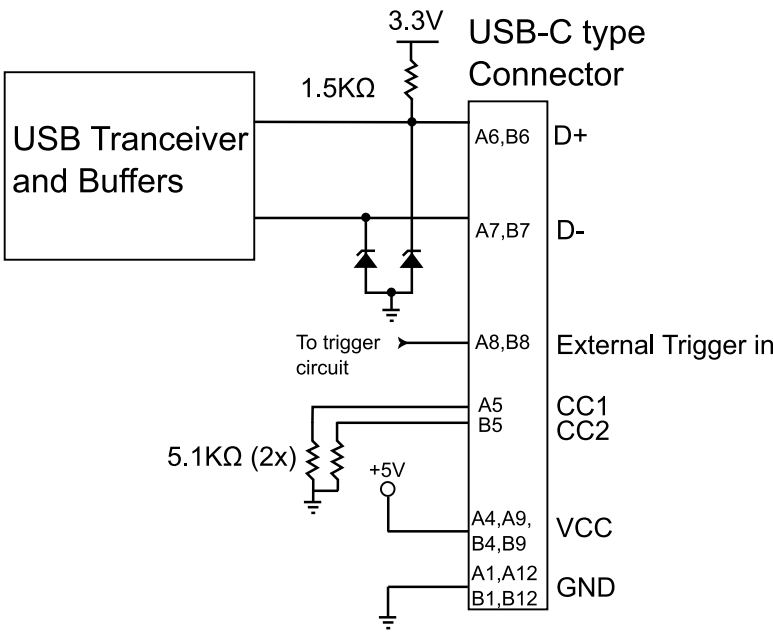 3.3V
USB-C type
Connector
1.5KΩ
USB Tranceiver
and Buffers
A6,B6
D+
A7,B7
D-
To trigger
circuit
A8,B8
External Trigger in
A5
CC1
B5
CC2
5.1KΩ (2x)
+5V
A4,A9,
B4,B9
VCC
A1,A12
B1,B12
GND